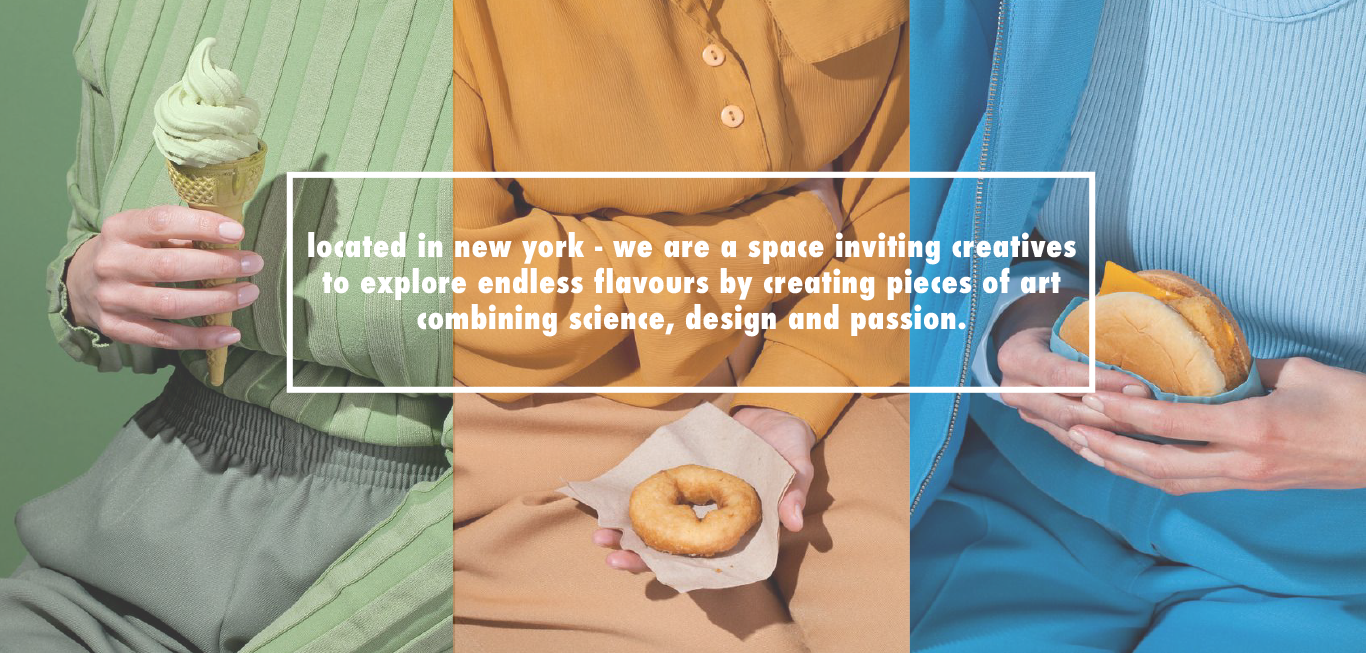 located in new york - we are a space inviting creatives
to explore endless flavours by creating pieces of art
combining science, design and passion.